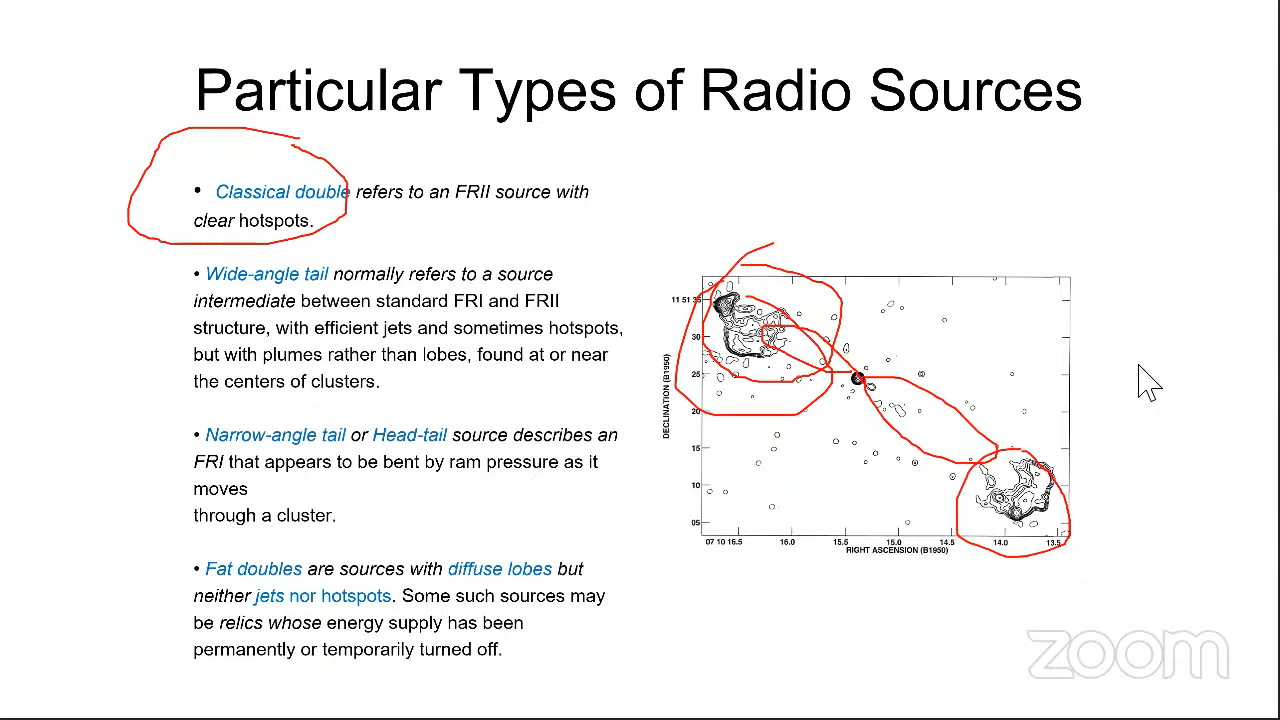 Particular Types of Radio Sources
• Classical double refers to an FRII source with
clear hotspots.
• Wide-angle tail normally refers to a source
intermediate between standard FRI and FRII
structure, with efficient jets and sometimes hotspots,
but with plumes rather than lobes, found at or near
the centers of clusters.
• Narrow-angle tail or Head-tail source describes an
FRI that appears to be bent by ram pressure as it
moves
through a cluster.
• Fat doubles are sources with diffuse lobes but
neither jets nor hotspots. Some such sources may
be relics whose energy supply has been
permanently or temporarily turned off.
DECLINATION (B1950)
11 51 35
30
25
20
15
10
05
07 10 16.5 16.0 15.5 15.0 14.5 14.0 13.5
RIGHT ASCENSION (B1950)
zoom